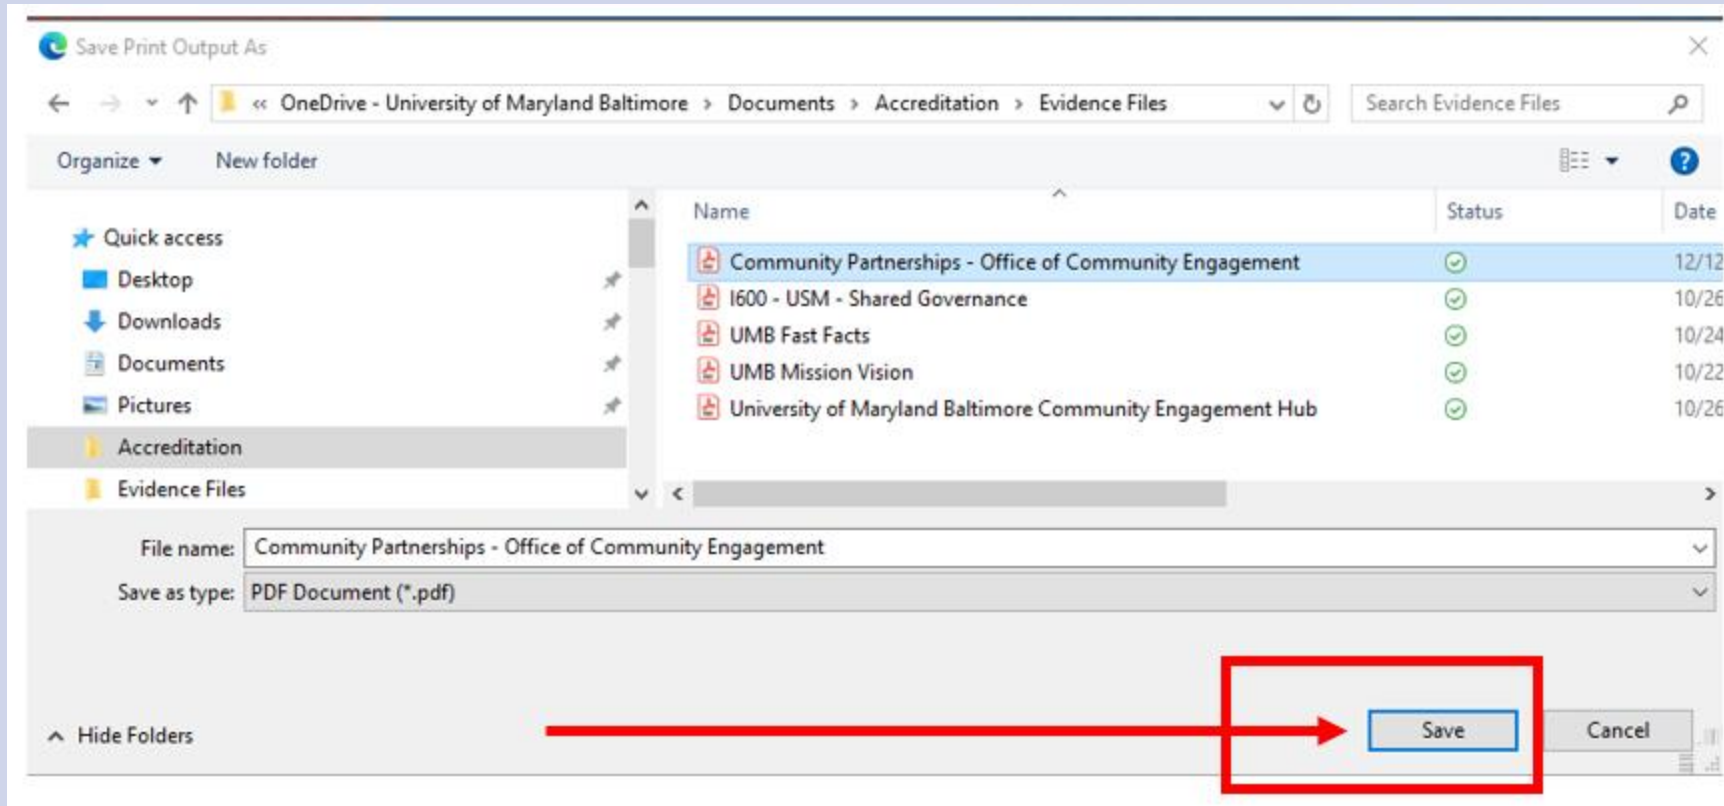 Save Print Output As
« OneDrive - University of Maryland Baltimore > Documents > Accreditation > Evidence Files
Search Evidence Files
Organize
New folder
Quick access
Desktop
Downloads
Documents
Pictures
Accreditation
Evidence Files
Name Status Date
Community Partnerships - Office of Community Engagement 12/12
I600 - USM - Shared Governance 10/26
UMB Fast Facts 10/24
UMB Mission Vision 10/22
University of Maryland Baltimore Community Engagement Hub 10/26
File name: Community Partnerships - Office of Community Engagement
Save as type: PDF Document (*.pdf)
Hide Folders
Save
Cancel